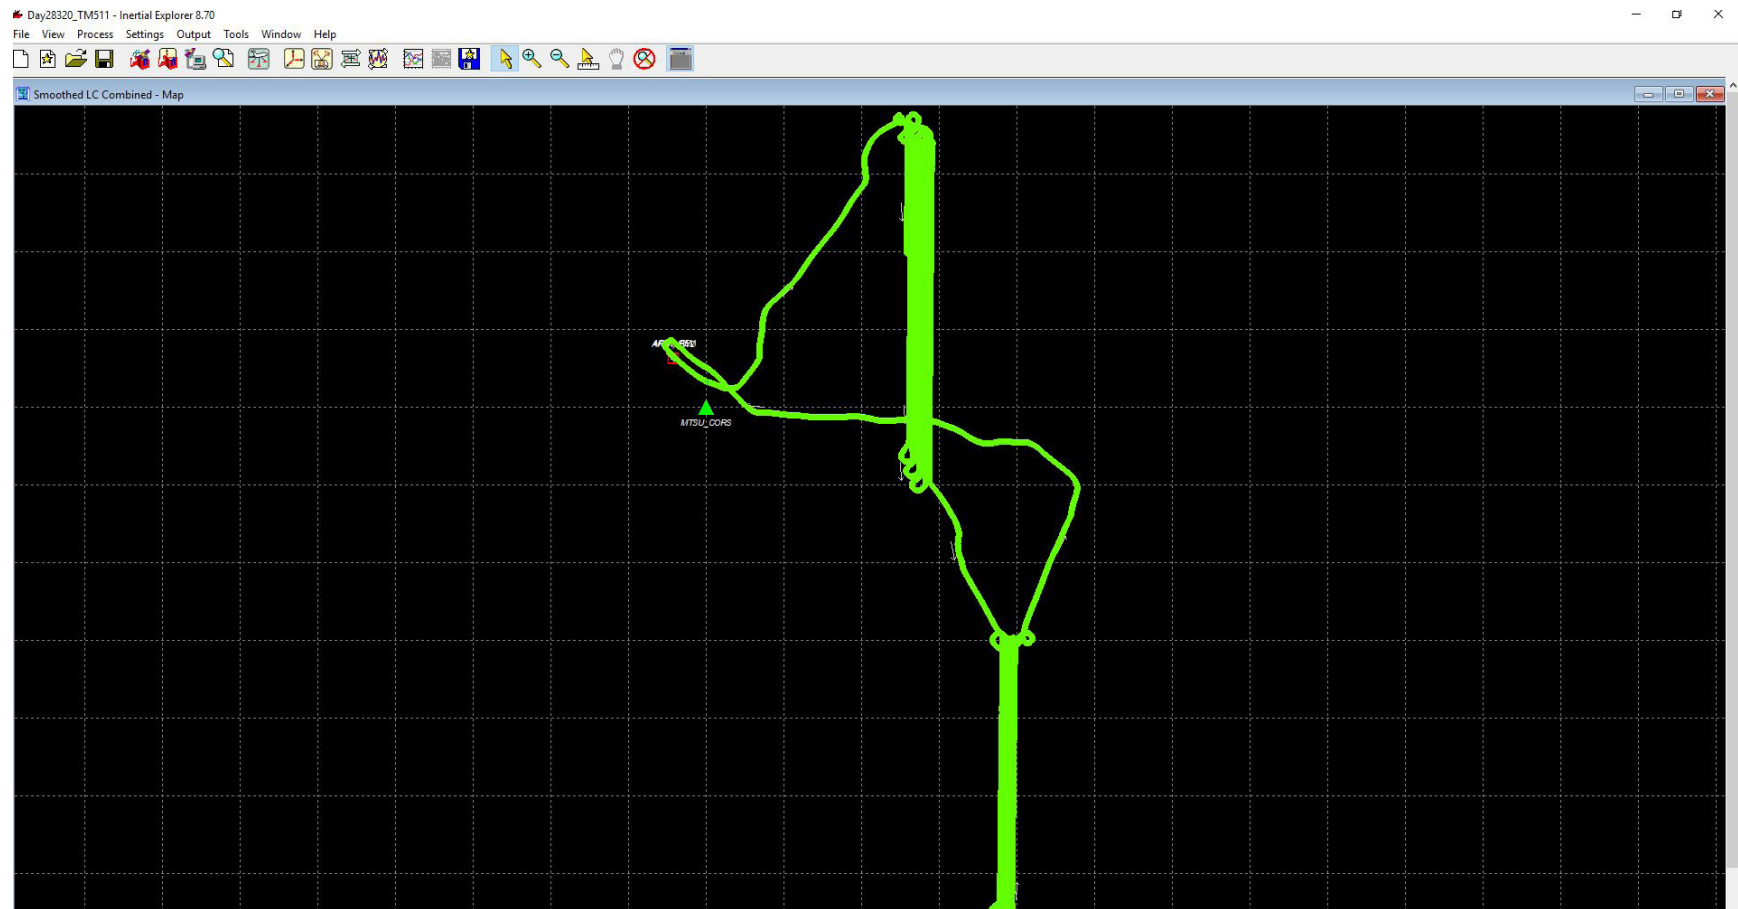 Day28320_TM511 - Inertial Explorer 8.70
File View Process Settings Output Tools Window Help
Smoothed LC Combined - Map
MTSU_CORS